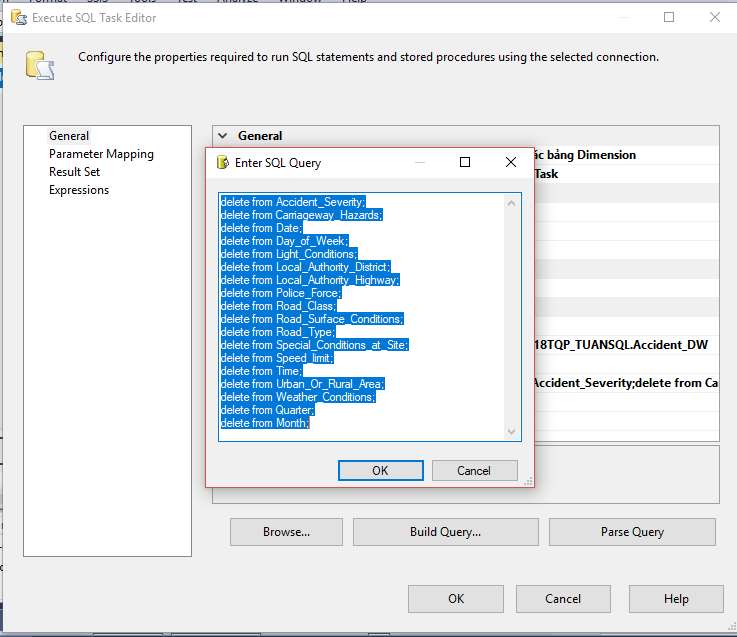 Execute SQL Task Editor
Configure the properties required to run SQL statements and stored procedures using the selected connection.
General
Parameter Mapping
Result Set
Expressions
General
ác bảng Dimension
Task
18TQP_TUANSQL.Accident_DW
Accident_Severity;delete from Ca
Enter SQL Query
delete from Accident_Severity;
delete from Carriageway_Hazards;
delete from Date;
delete from Day_of_Week;
delete from Light_Conditions;
delete from Local_Authority_District;
delete from Local_Authority_Highway;
delete from Police_Force;
delete from Road_Class;
delete from Road_Surface_Conditions;
delete from Road_Type;
delete from Special_Conditions_at_Site;
delete from Speed_limit;
delete from Time;
delete from Urban_Or_Rural_Area;
delete from Weather_Conditions;
delete from Quarter;
delete from Month;
OK
Cancel
Browse...
Build Query...
Parse Query
OK
Cancel
Help